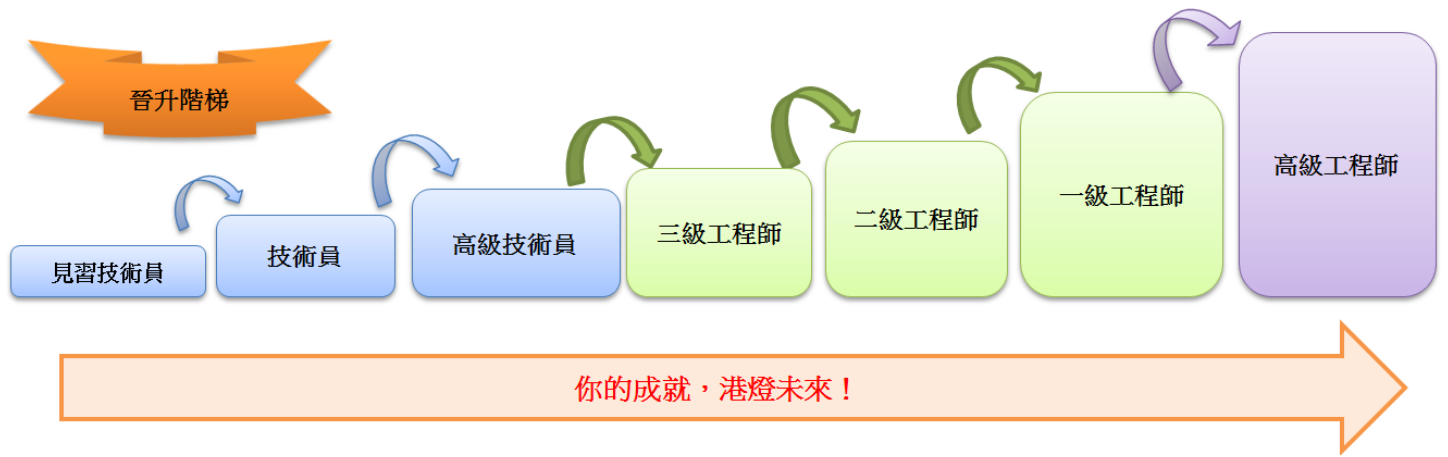 晉升階梯
見習技術員
技術員
高級技術員
三級工程師
二級工程師
一級工程師
高級工程師
你的成就，港燈未來！